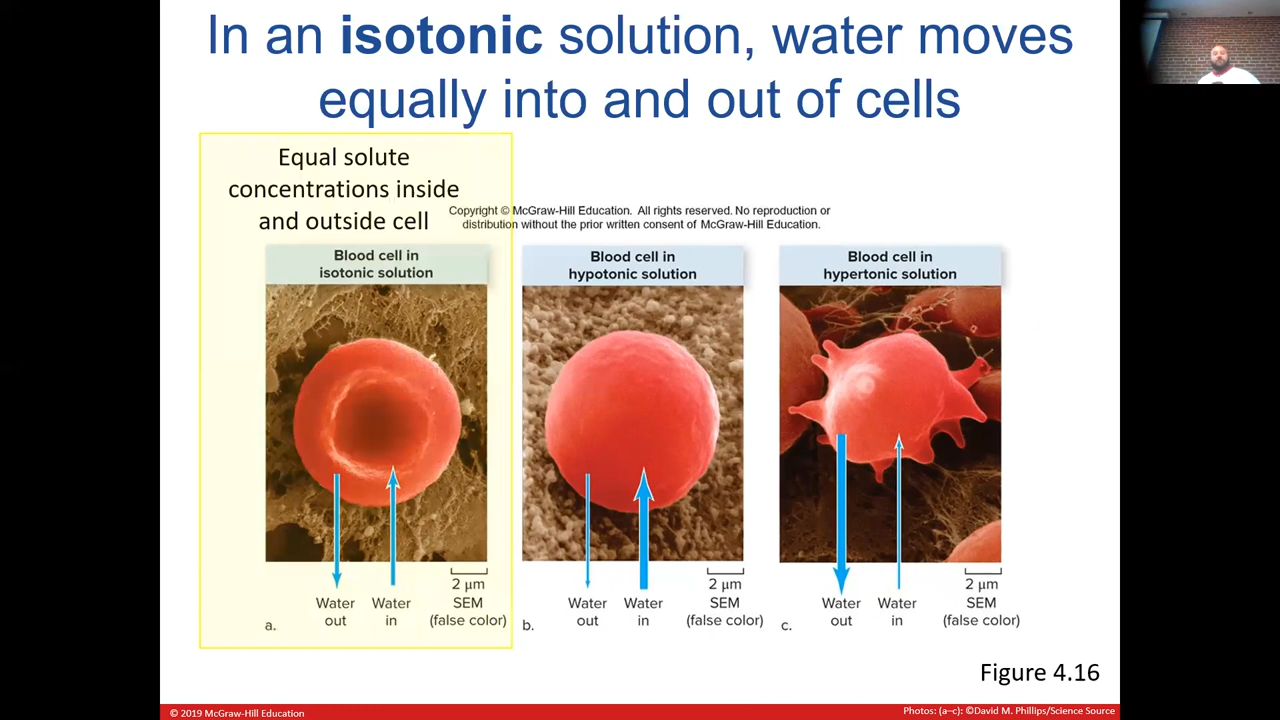 In an isotonic solution, water moves
equally into and out of cells
Equal solute
concentrations inside
and outside cell
Copyright © McGraw-Hill Education. All rights reserved. No reproduction or
distribution without the prior written consent of McGraw-Hill Education.
Blood cell in
isotonic solution
Blood cell in
hypotonic solution
Blood cell in
hypertonic solution
Water
out
Water
in
2 µm
SEM
(false color)
a.
Water
out
Water
in
2 µm
SEM
(false color)
b.
Water
out
Water
in
2 µm
SEM
(false color)
c.
Figure 4.16
© 2019 McGraw-Hill Education
Photos: (a–c): ©David M. Phillips/Science Source